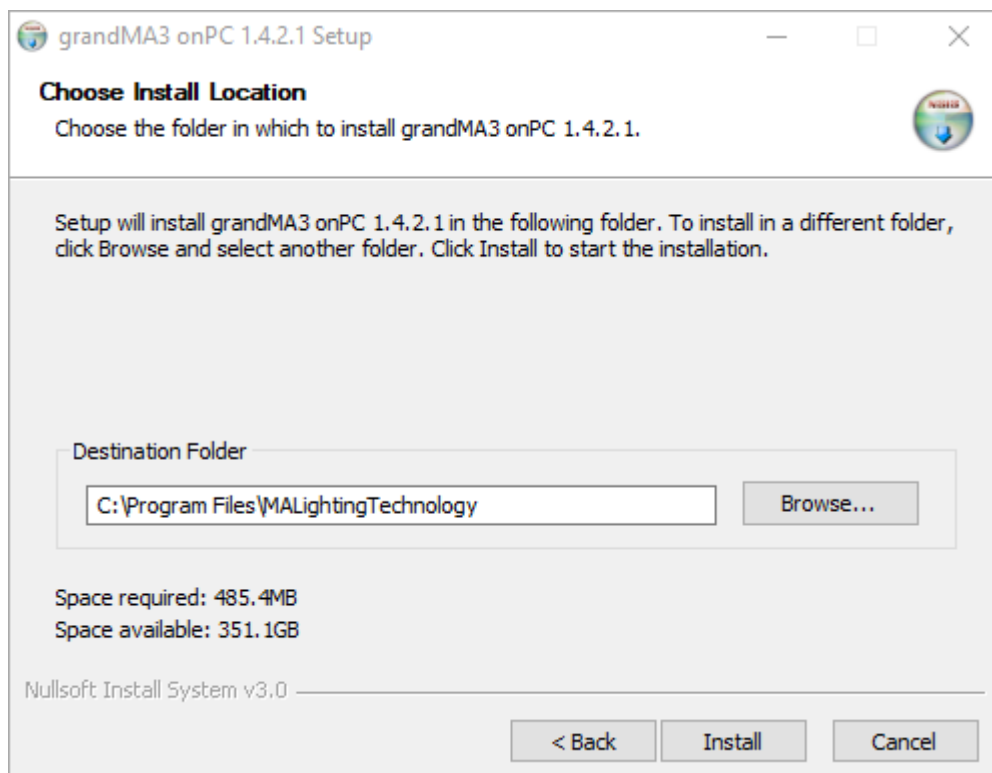 grandMA3 onPC 1.4.2.1 Setup
Choose Install Location
Choose the folder in which to install grandMA3 onPC 1.4.2.1.
Setup will install grandMA3 onPC 1.4.2.1 in the following folder. To install in a different folder,
click Browse and select another folder. Click Install to start the installation.
Destination Folder
C:\Program Files\MALightingTechnology
Browse...
Space required: 485.4MB
Space available: 351.1GB
Nullsoft Install System v3.0
< Back
Install
Cancel